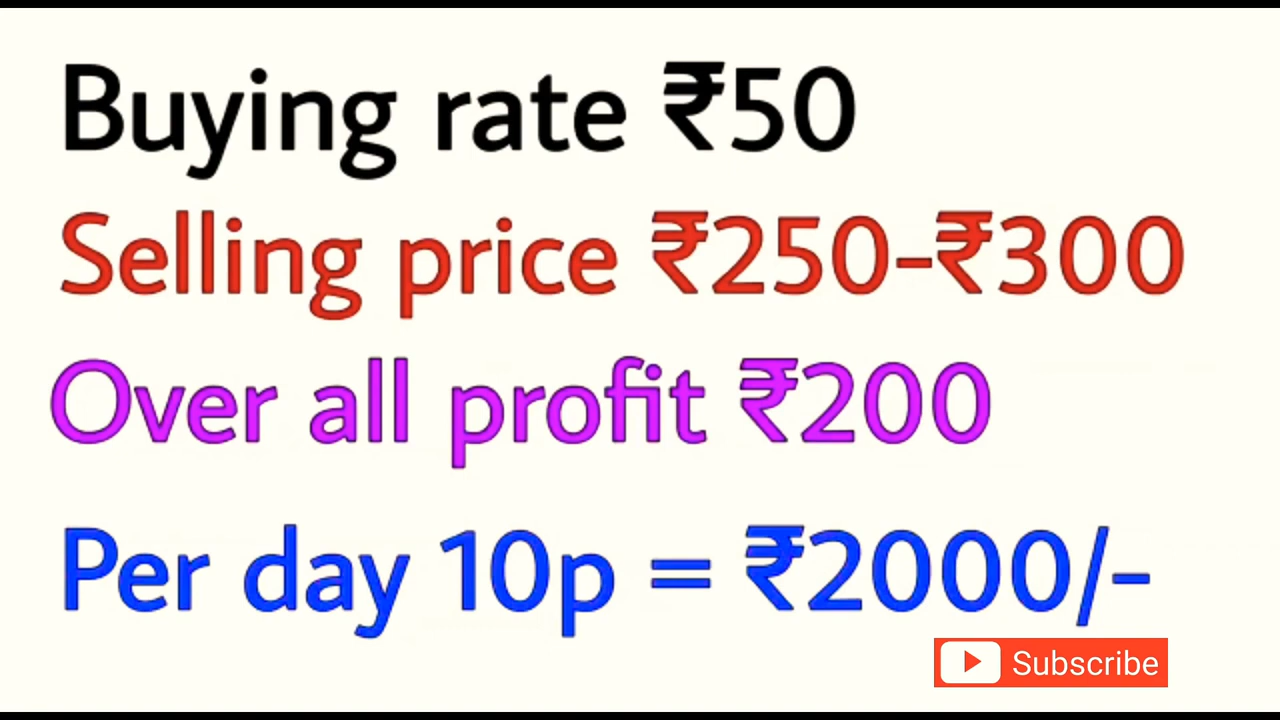 Buying rate ₹50
Selling price ₹250-₹300
Over all profit ₹200
Per day 10p = ₹2000/-
Subscribe